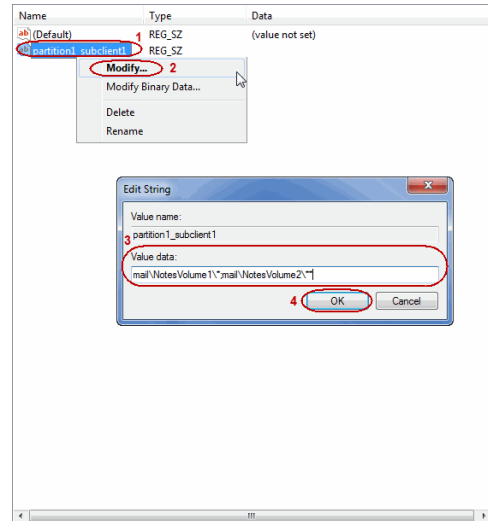 Name Type Data
(Default) 1 REG_SZ (value not set)
partition1_subclient1 REG_SZ
Modify... 2
Modify Binary Data...
Delete
Rename
Edit String
Value name:
partition1_subclient1
3
Value data:
mail\NotesVolume1\*;mail\NotesVolume2\**
4 OK Cancel